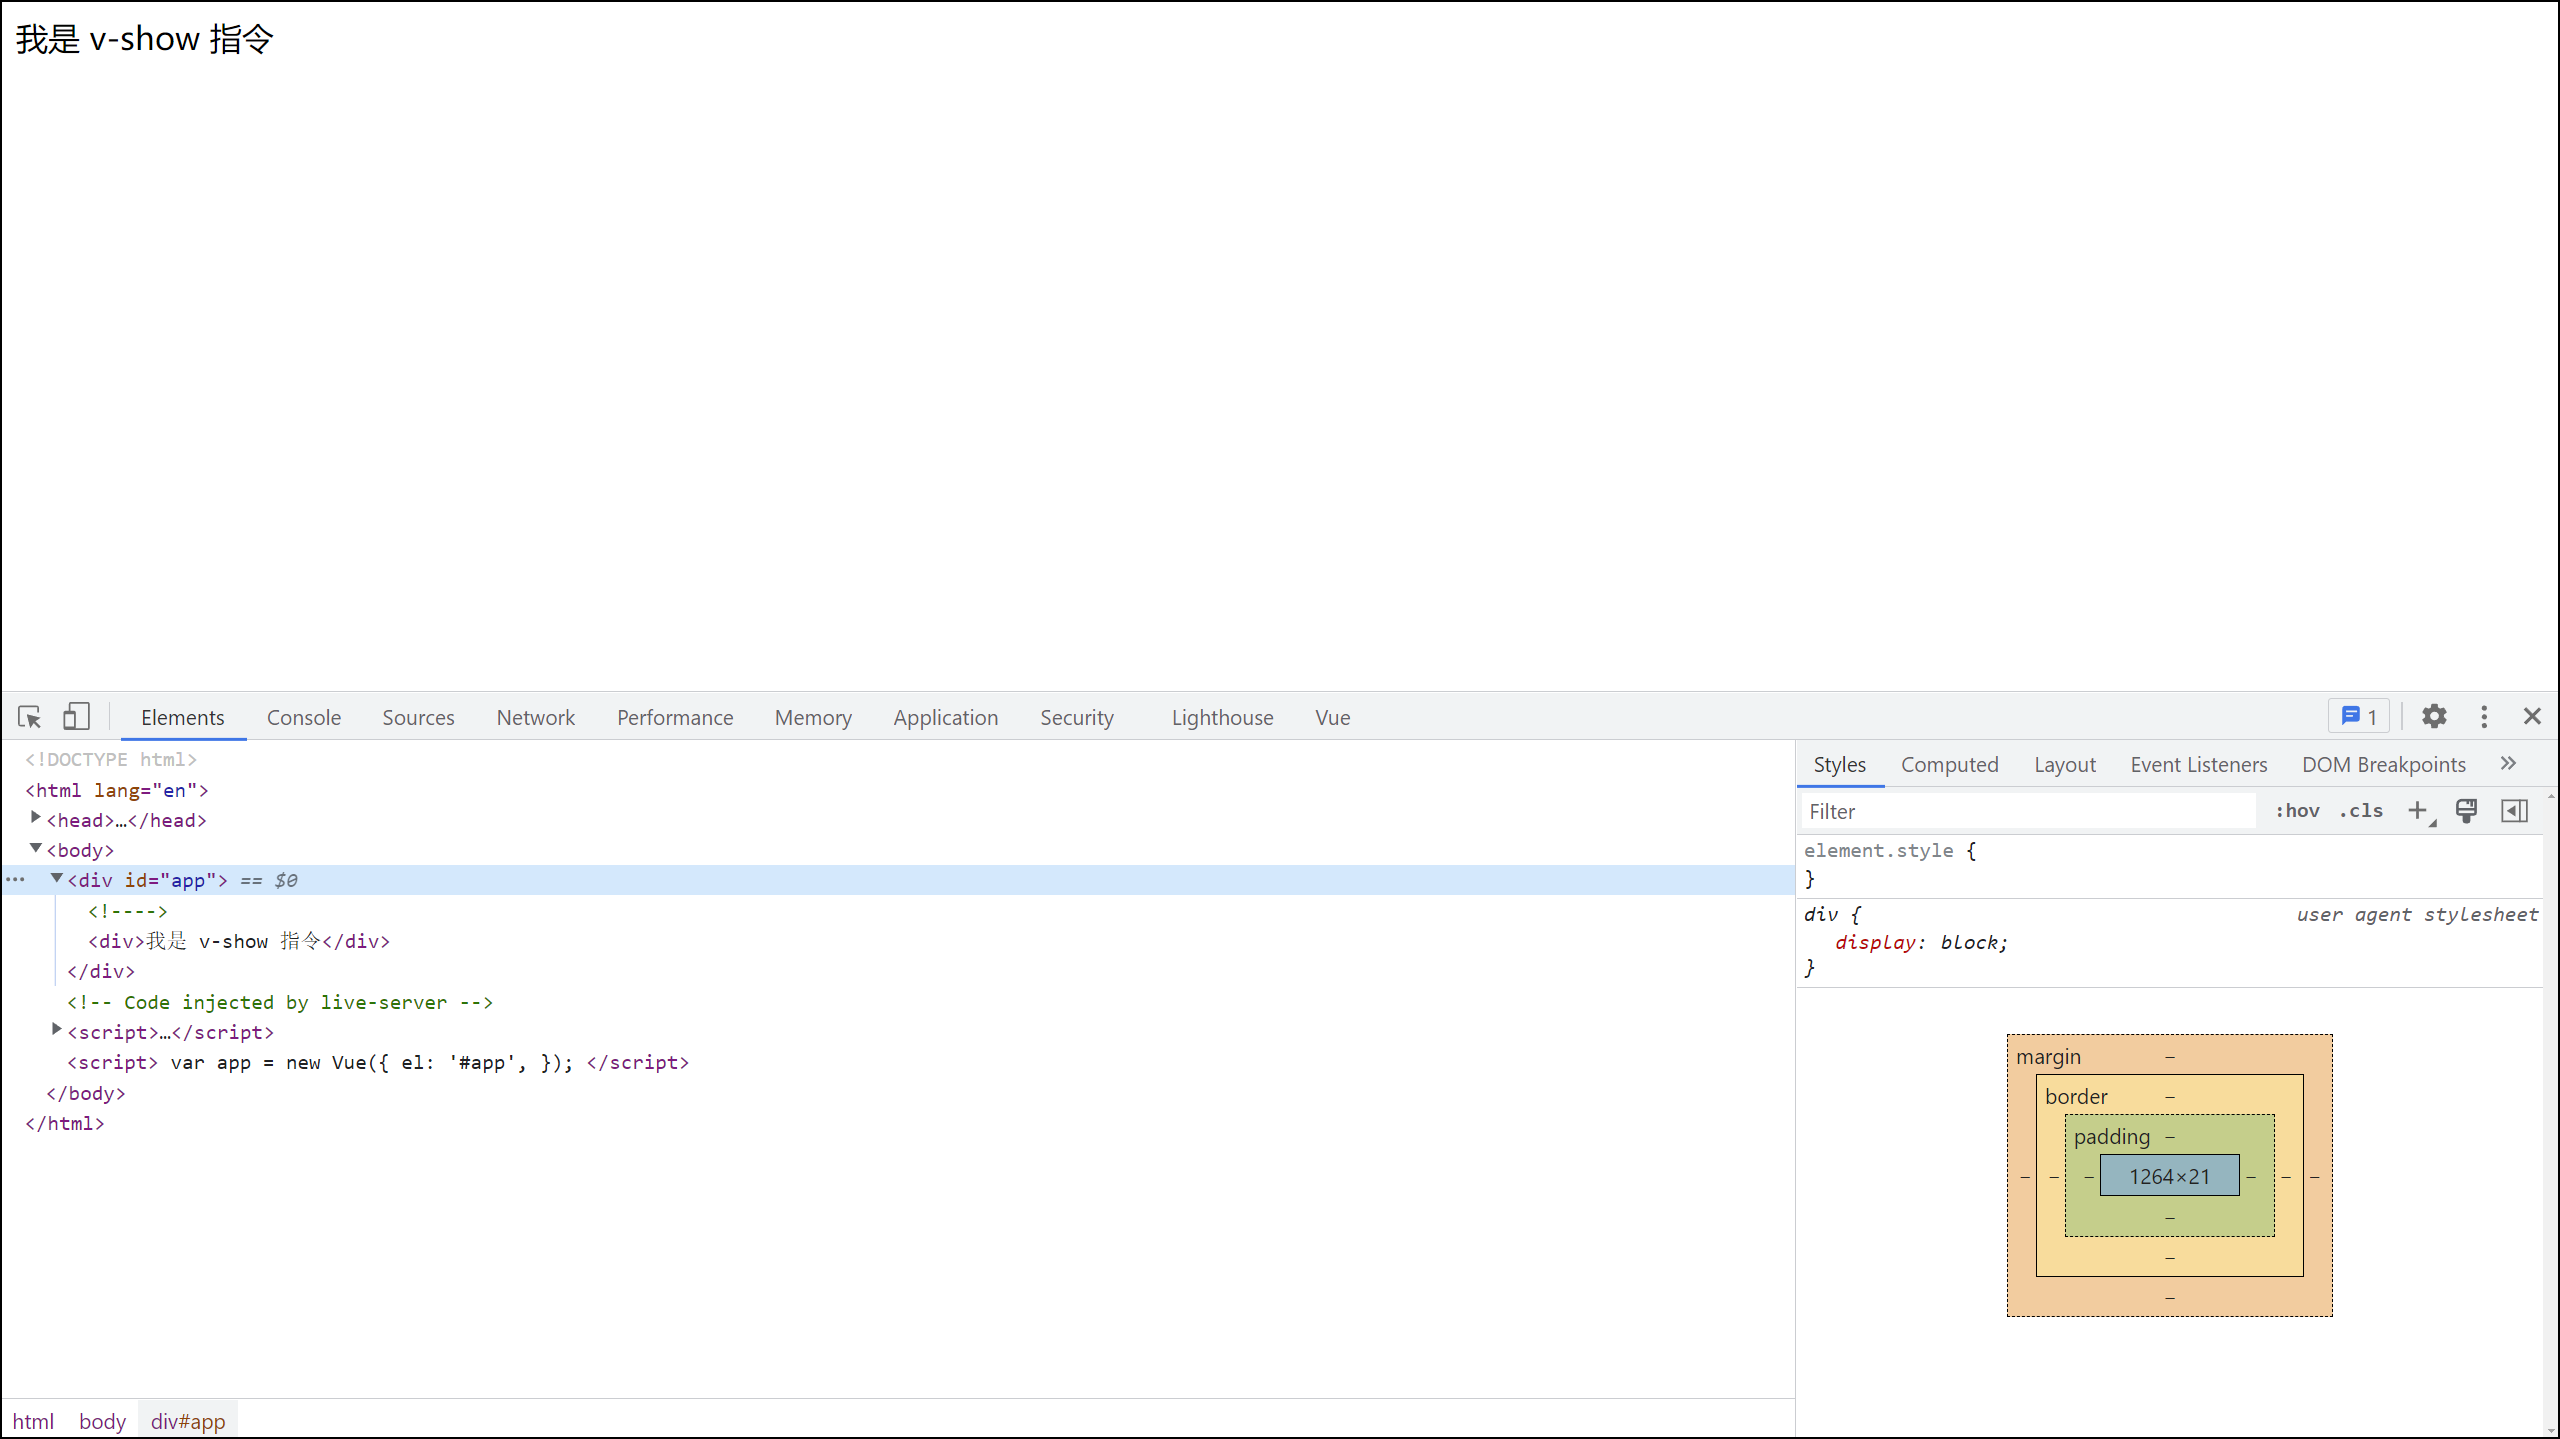 我是 v-show 指令
Elements Console Sources Network Performance Memory Application Security Lighthouse Vue 1
<!DOCTYPE html>
<html lang="en">
<head>…</head>
<body>
<div id="app"> == $0
<!---->
<div>我是 v-show 指令</div>
</div>
<!-- Code injected by live-server -->
<script>…</script>
<script> var app = new Vue({ el: '#app', }); </script>
</body>
</html>
html body div#app
Styles Computed Layout Event Listeners DOM Breakpoints
Filter :hov .cls
element.style {
}
div { user agent stylesheet
display: block;
}
margin –
border –
padding –
– – – 1264×21 – – –
–
–
–